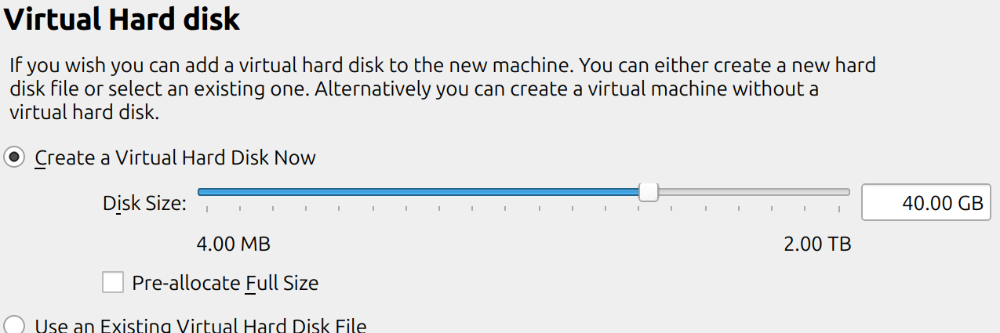 Virtual Hard disk
If you wish you can add a virtual hard disk to the new machine. You can either create a new hard
disk file or select an existing one. Alternatively you can create a virtual machine without a
virtual hard disk.
Create a Virtual Hard Disk Now
Disk Size: 40.00 GB
4.00 MB 2.00 TB
Pre-allocate Full Size
Use an Existing Virtual Hard Disk File